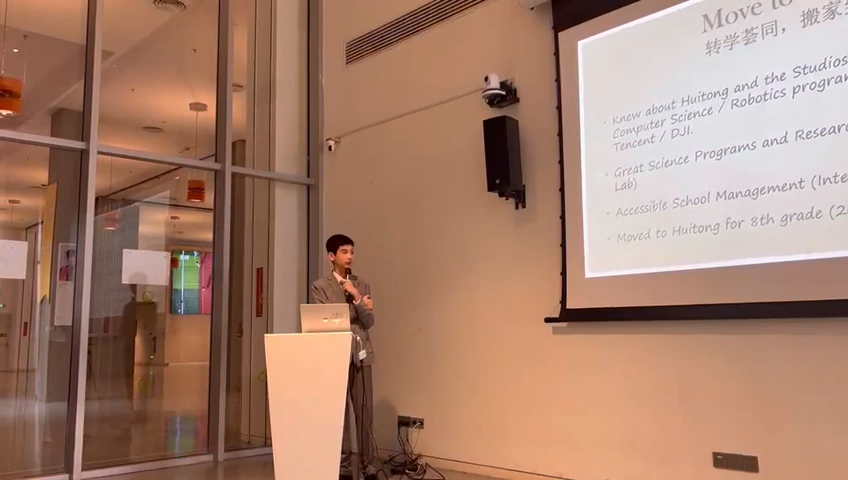 Move to
转学荟同，搬家
Knew about Huitong and the Studios
Computer Science / Robotics program
Tencent / DJI.
Great Science Programs and Research
Lab)
Accessible School Management (Inte
Moved to Huitong for 8th grade (2